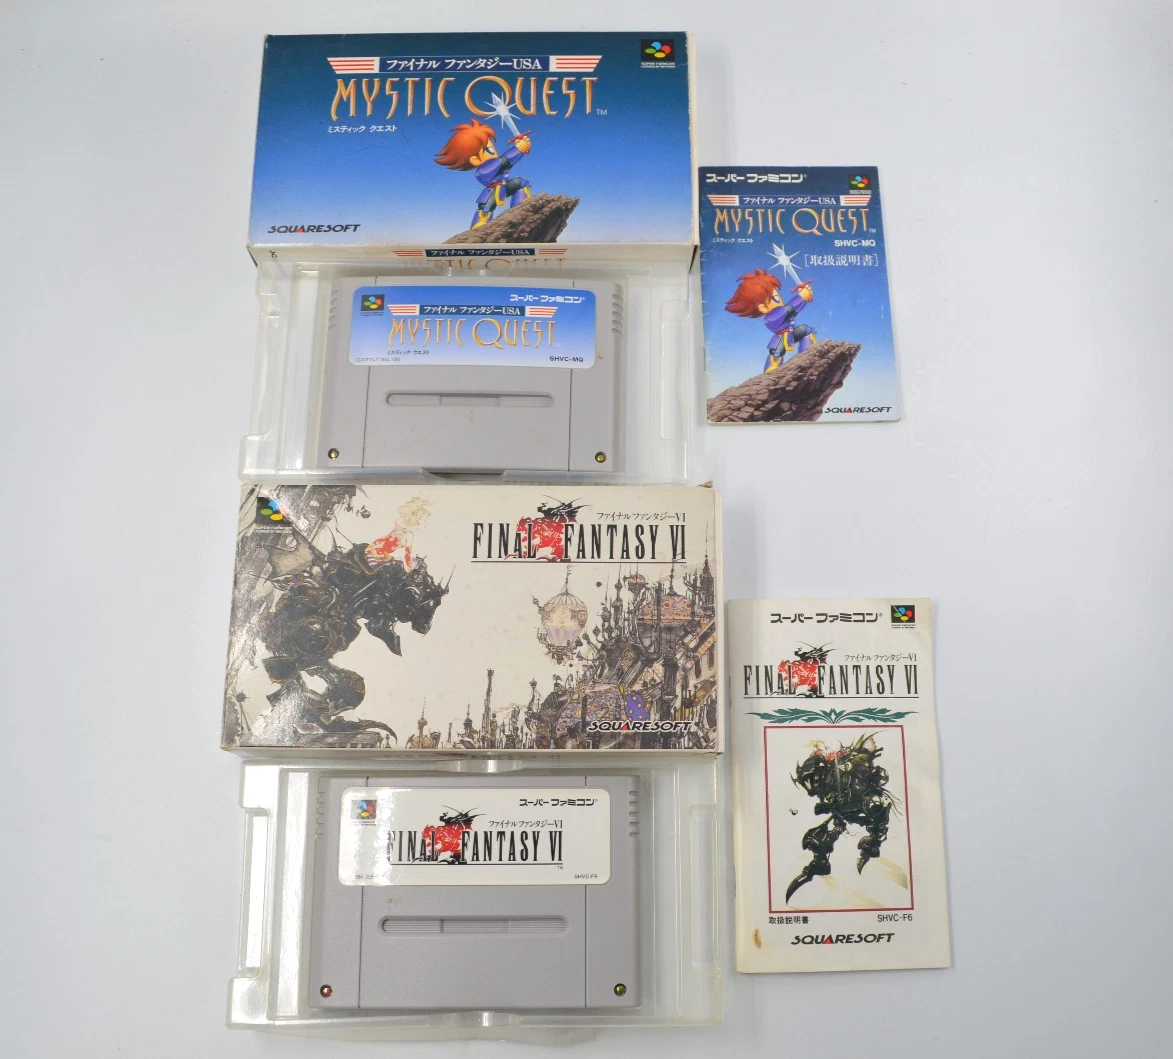 ファイナル ファンタジーUSA
MYSTIC QUEST™
ミスティック クエスト
SQUARESOFT
SUPER FAMICOM
ファイナル ファンタジーUSA
MYSTIC QUEST
スーパーファミコン
ファイナル ファンタジーUSA
MYSTIC QUEST
ミスティック クエスト
SHVC-MQ
スーパーファミコン®
ファイナル ファンタジーUSA
MYSTIC QUEST™
ミスティック クエスト
SHVC-MQ
[取扱説明書]
SQUARESOFT
ファイナルファンタジーVI
FINAL FANTASY VI
SQUARESOFT
スーパーファミコン®
ファイナルファンタジーVI
FINAL FANTASY VI™
SHVC-F6
スーパーファミコン®
ファイナルファンタジーVI
FINAL FANTASY VI
取扱説明書
SHVC-F6
SQUARESOFT